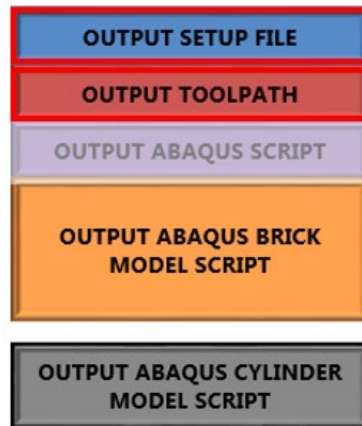 OUTPUT SETUP FILE
OUTPUT TOOLPATH
OUTPUT ABAQUS SCRIPT
OUTPUT ABAQUS BRICK
MODEL SCRIPT
OUTPUT ABAQUS CYLINDER
MODEL SCRIPT